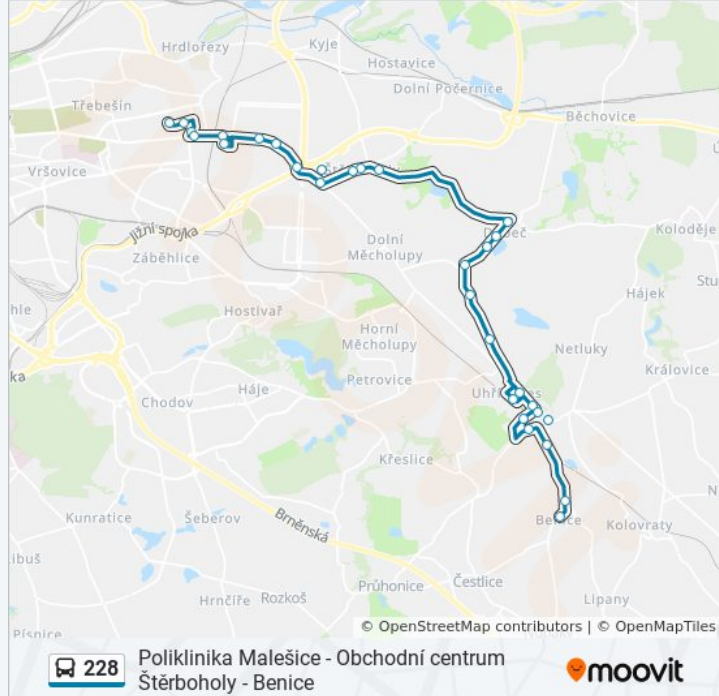 Hrdlořezy
Kyje
Hostavice
Dolní Počernice
Třebešín
Běchovice
Vršovice
Jižní spojka
Záběhlice
Dolní
Měcholupy
Koloděje
Hájek
Hostivař
Horní
Měcholupy
Netluky
Petrovice
Královice
Háje
Chodov
Křeslice
Kunratice
Šeberov
Brněnská
Benice
Kolovraty
Průhonice
Čestlice
Hrnčíře
Rozkoš
Lipany
Písnice
© OpenStreetMap contributors | © OpenMapTiles
228
Poliklinika Malešice - Obchodní centrum
Štěrboholy - Benice
moovit